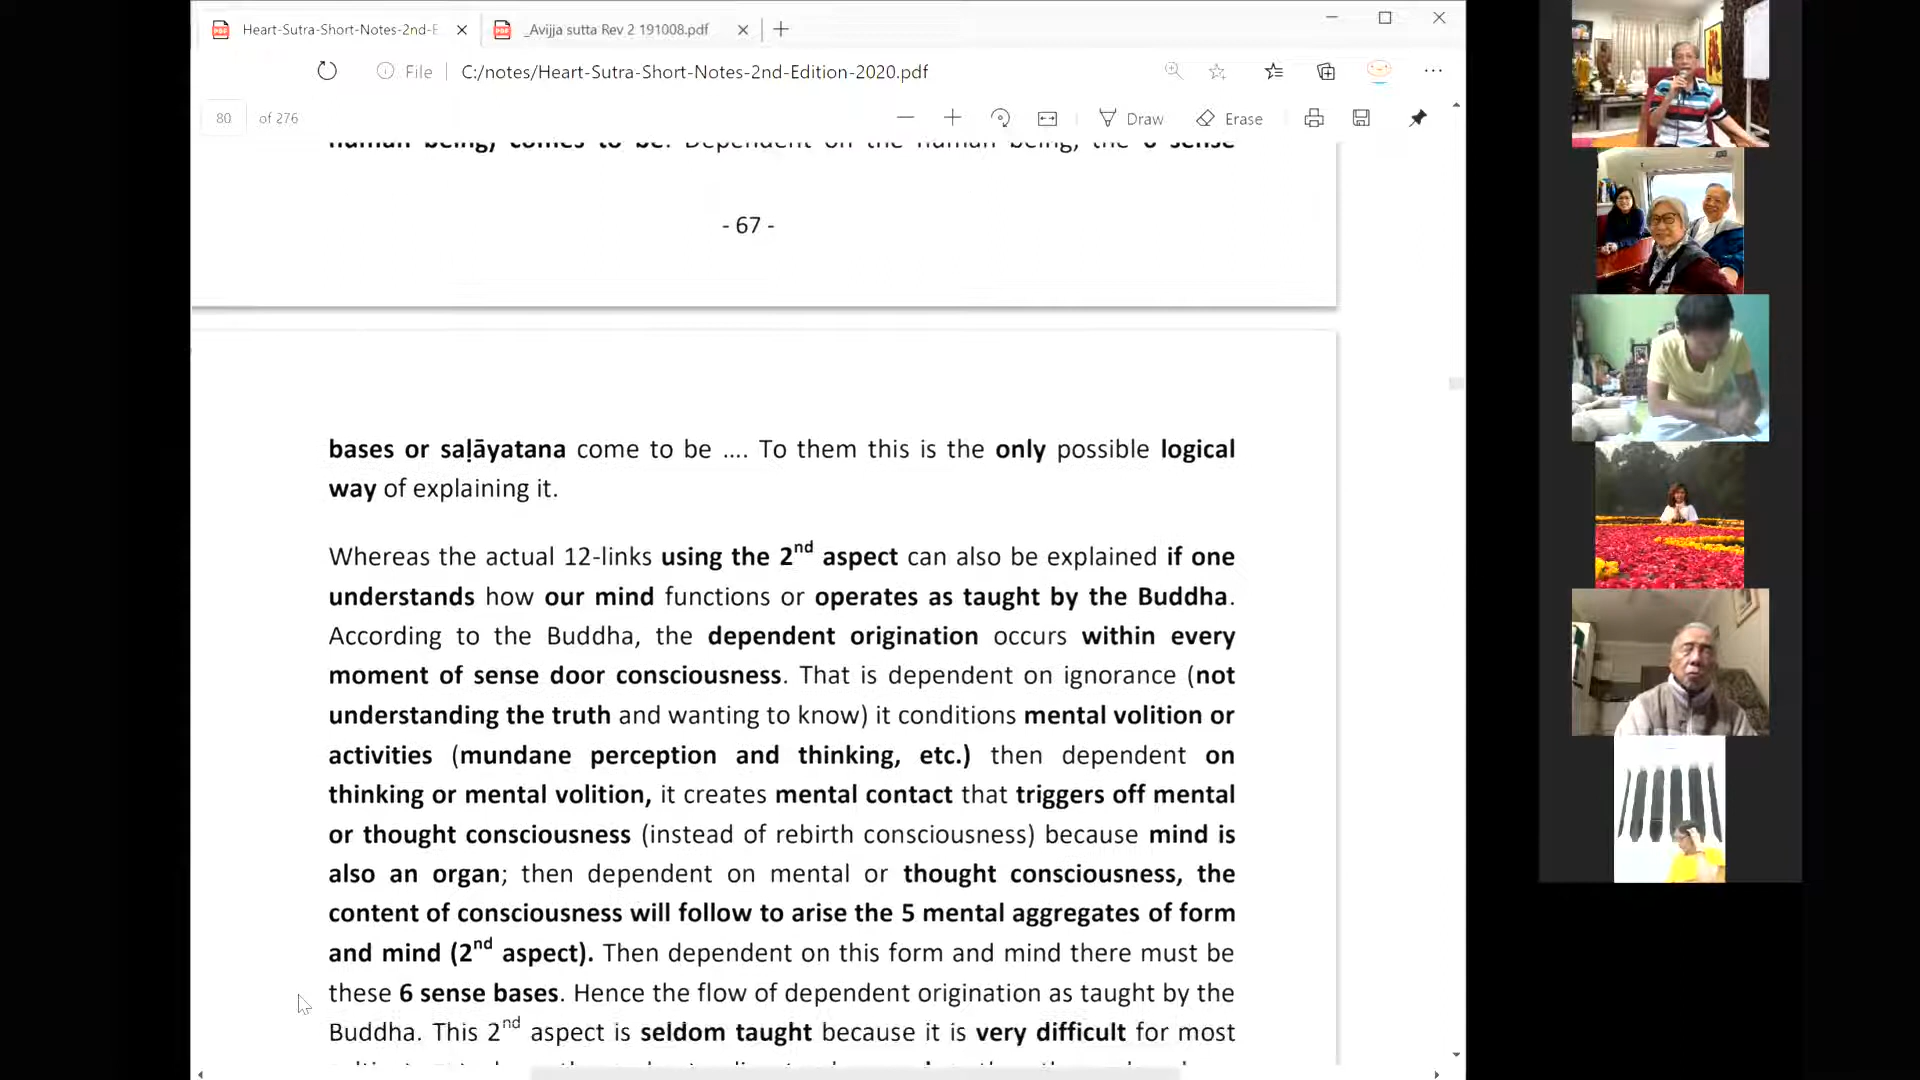 Heart-Sutra-Short-Notes-2nd-E
_Avijja sutta Rev 2 191008.pdf
File
C:/notes/Heart-Sutra-Short-Notes-2nd-Edition-2020.pdf
80 of 276
Draw
Erase
human being) comes to be. Dependent on the human being, the 6 sense
- 67 -
bases or saḷāyatana come to be .... To them this is the only possible logical
way of explaining it.
Whereas the actual 12-links using the 2nd aspect can also be explained if one
understands how our mind functions or operates as taught by the Buddha.
According to the Buddha, the dependent origination occurs within every
moment of sense door consciousness. That is dependent on ignorance (not
understanding the truth and wanting to know) it conditions mental volition or
activities (mundane perception and thinking, etc.) then dependent on
thinking or mental volition, it creates mental contact that triggers off mental
or thought consciousness (instead of rebirth consciousness) because mind is
also an organ; then dependent on mental or thought consciousness, the
content of consciousness will follow to arise the 5 mental aggregates of form
and mind (2nd aspect). Then dependent on this form and mind there must be
these 6 sense bases. Hence the flow of dependent origination as taught by the
Buddha. This 2nd aspect is seldom taught because it is very difficult for most